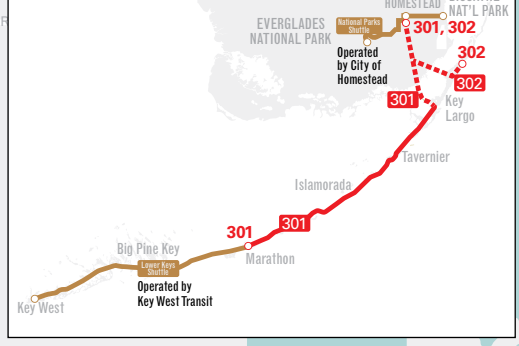 HOMESTEAD
NAT'L PARK
EVERGLADES
NATIONAL PARK
National Parks
Shuttle
301, 302
Operated
by City of
Homestead
302
302
301
Key
Largo
Tavernier
Islamorada
301
301
Marathon
Big Pine Key
Lower Keys
Shuttle
Operated by
Key West Transit
Key West